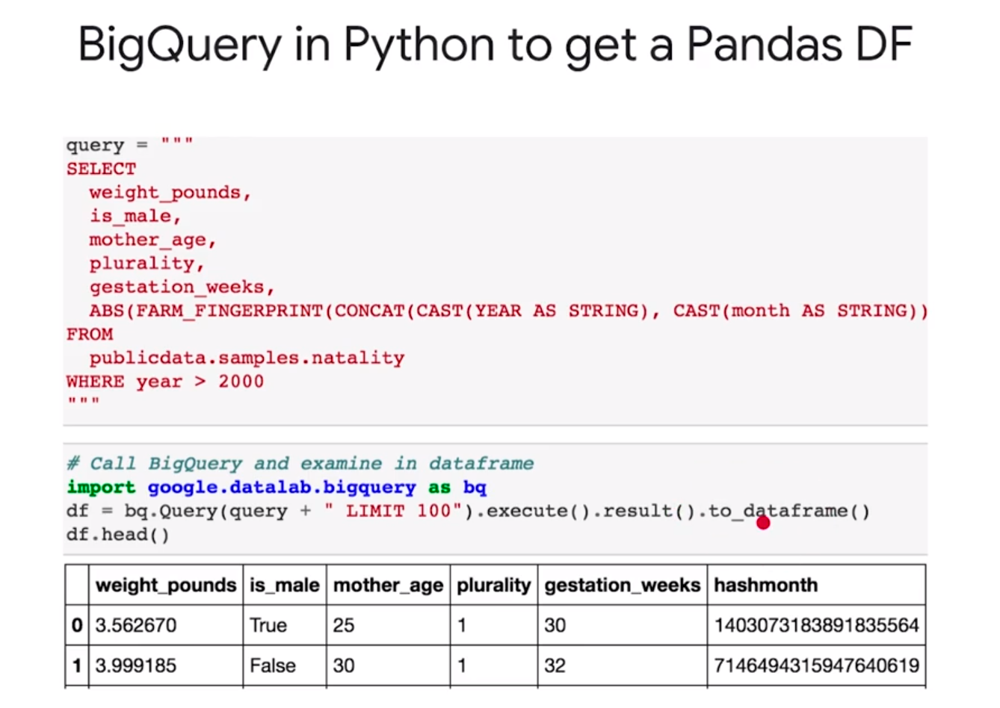 BigQuery in Python to get a Pandas DF
query = """
SELECT
  weight_pounds,
  is_male,
  mother_age,
  plurality,
  gestation_weeks,
  ABS(FARM_FINGERPRINT(CONCAT(CAST(YEAR AS STRING), CAST(month AS STRING))
FROM
  publicdata.samples.natality
WHERE year > 2000
"""
# Call BigQuery and examine in dataframe
import google.datalab.bigquery as bq
df = bq.Query(query + " LIMIT 100").execute().result().to_dataframe()
df.head()
weight_pounds is_male mother_age plurality gestation_weeks hashmonth
0 3.562670 True 25 1 30 1403073183891835564
1 3.999185 False 30 1 32 7146494315947640619